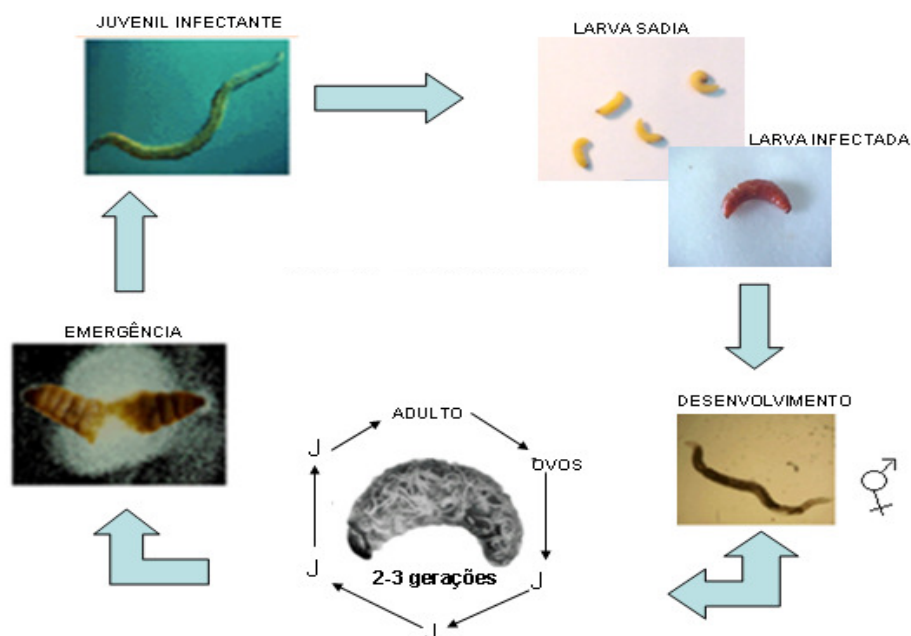 JUVENIL INFECTANTE
LARVA SADIA
LARVA INFECTADA
DESENVOLVIMENTO
EMERGÊNCIA
ADULTO
OVOS
J
J
J
J
2-3 gerações